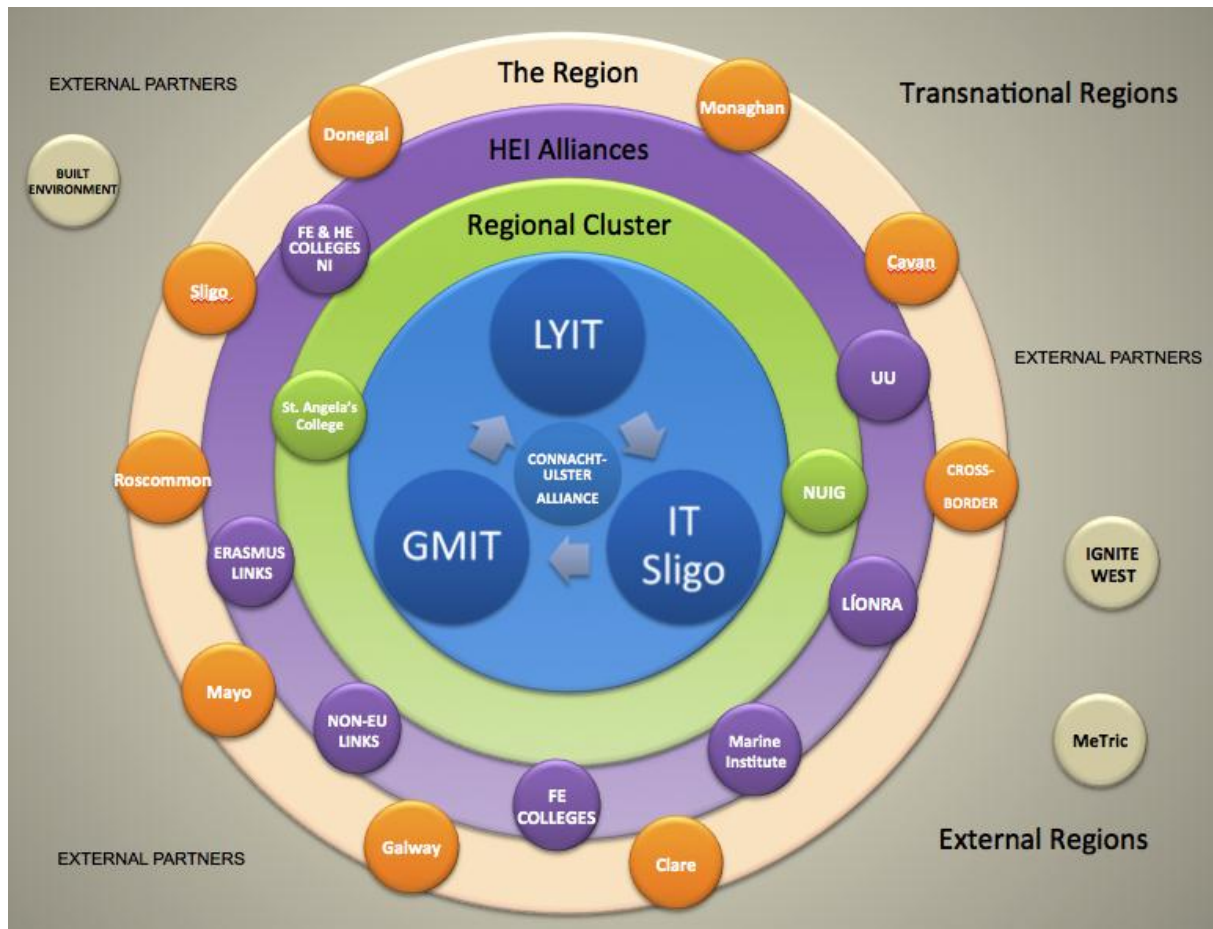 The Region
EXTERNAL PARTNERS
Transnational Regions
Monaghan
Donegal
HEI Alliances
BUILT
ENVIRONMENT
Regional Cluster
FE & HE
COLLEGES
NI
Cavan
Sligo
LYIT
EXTERNAL PARTNERS
UU
St. Angela's
College
CONNACHT-
ULSTER
ALLIANCE
Roscommon
CROSS-
BORDER
NUIG
GMIT
IT
Sligo
ERASMUS
LINKS
IGNITE
WEST
LÍONRA
Mayo
NON-EU
LINKS
Marine
Institute
MeTric
FE
COLLEGES
External Regions
Galway
EXTERNAL PARTNERS
Clare